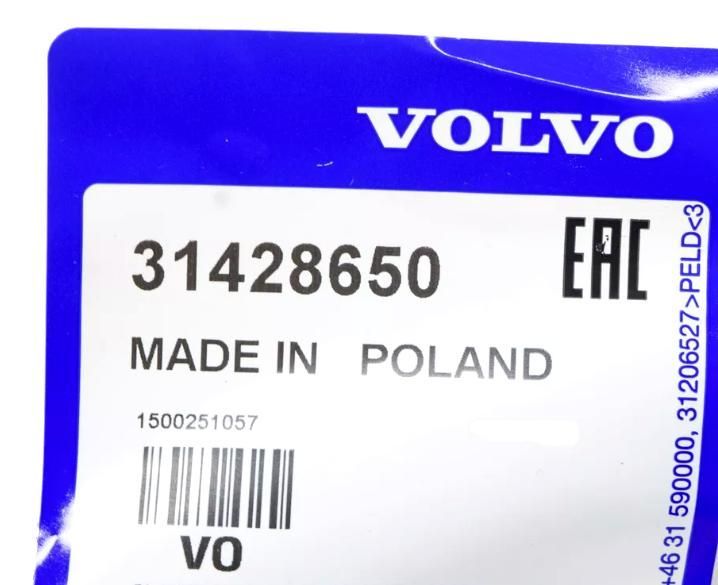 VOLVO
31428650
EAC
MADE IN POLAND
1500251057
VO
+46 31 590000, 31206527>PELD<3